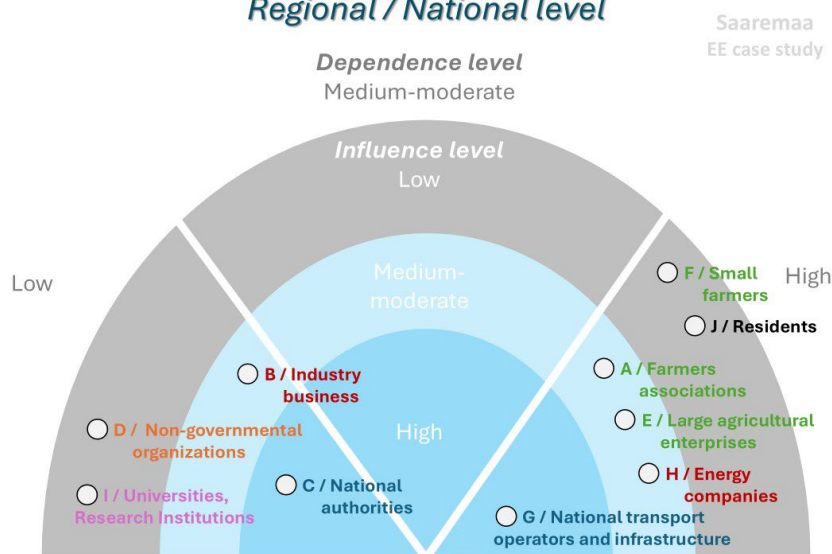 Regional / National level
Saaremaa
EE case study
Dependence level
Medium-moderate
Influence level
Low
Low
Medium-
moderate
High
High
F / Small
farmers
J / Residents
B / Industry
business
A / Farmers
associations
D /  Non-governmental
organizations
E / Large agricultural
enterprises
C / National
authorities
H / Energy
companies
I / Universities,
Research Institutions
G / National transport
operators and infrastructure